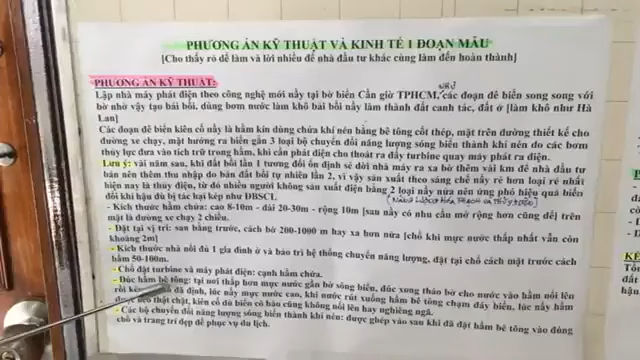 PHƯƠNG ÁN KỸ THUẬT VÀ KINH TẾ 1 ĐOẠN MẪU
[Cho thấy rõ dễ làm và lời nhiều để nhà đầu tư khác cùng làm đến hoàn thành]
PHƯƠNG ÁN KỸ THUẬT:
Lập nhà máy phát điện theo công nghệ mới này tại bờ biển Cần giờ TPHCM, các đoạn đê biển song song với
bờ như vậy tạo bãi bồi, dùng bơm nước làm khô bãi bồi này làm thành đất canh tác, đất ở [làm khô như Hà
Lan]
Các đoạn đê biển kiên cố này là hầm kín dùng chứa khí nén bằng bê tông cốt thép, mặt trên đường thiết kế cho
đường xe chạy, mặt hướng ra biển gắn 3 loại bộ chuyển đổi năng lượng sóng biển thành khí nén do các bơm
thủy lực đưa vào tích trữ trong hầm, khi cần phát điện cho thoát ra đẩy turbine quay máy phát ra điện.
Lưu ý: vài năm sau, khi đất bồi lần 1 tương đối ổn định sẽ dời nhà máy ra xa bờ thêm vài km để nhà đầu tư
bán nên thêm thu nhập do bán đất bồi tự nhiên lần 2, vì vậy sản xuất theo sáng chế này rẻ hơn loại rẻ nhất
hiện nay là thủy điện, từ đó nhiều người không sản xuất điện bằng 2 loại này nữa nên ứng phó hiệu quả biến
đổi khí hậu dù bị tác hại kép như ĐBSCL
- Kích thước hầm chứa: cao 8-10m - dài 20-30m - rộng 10m [sau này có nhu cầu mở rộng hơn cũng dễ] trên
mặt là đường xe chạy 2 chiều.
- Đặt tại vị trí: san bằng trước, cách bờ 200-1000 m hay xa hơn nữa [chỗ khi mực nước thấp nhất vẫn còn
khoảng 2m]
- Kích thước nhà nổi đủ 1 gia đình ở và bảo trì hệ thống chuyển năng lượng, đặt tại chỗ cách mặt trước cách
hầm 50-100m.
- Chỗ đặt turbine và máy phát điện: cạnh hầm chứa.
- Đúc hầm bê tông: tại nơi thấp hơn mực nước gần bờ sông biển, đúc xong tháo bờ cho nước vào hầm nổi lên
rồi đã định, lúc nước rút xuống hầm bê tông chạm đáy biển, lúc này hầm
được neo thật chặt, kiên cố dù biển có bão cũng không nổi lên hay nghiêng ngã.
- Các bộ chuyển đổi năng lượng sóng biển thành khí nén: được ghép vào sau khi đã đặt hầm bê tông vào đúng
chỗ và trang trí đẹp để phục vụ du lịch.